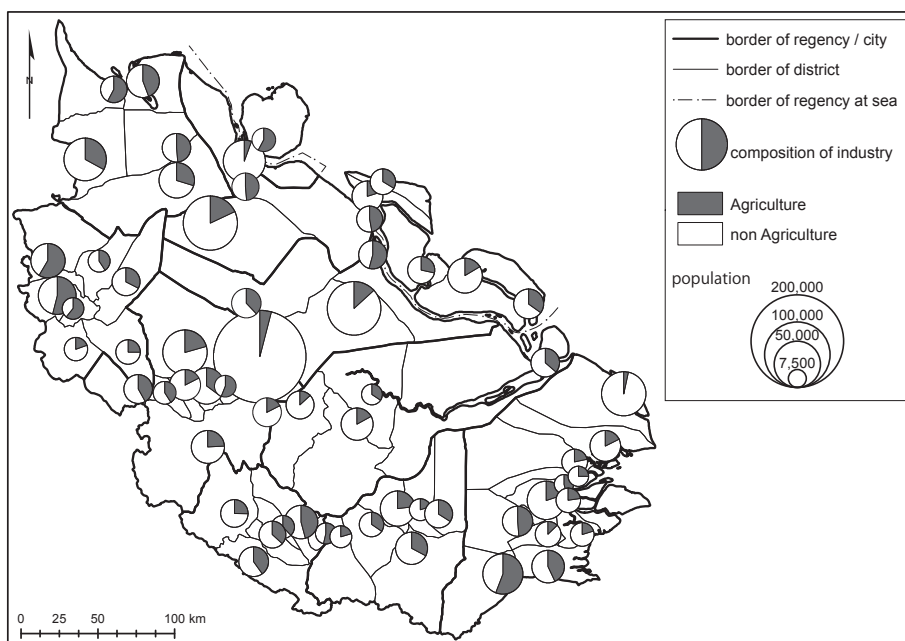 N
border of regency / city
border of district
border of regency at sea
composition of industry
Agriculture
non Agriculture
population
200,000
100,000
50,000
7,500
0 25 50 100 km